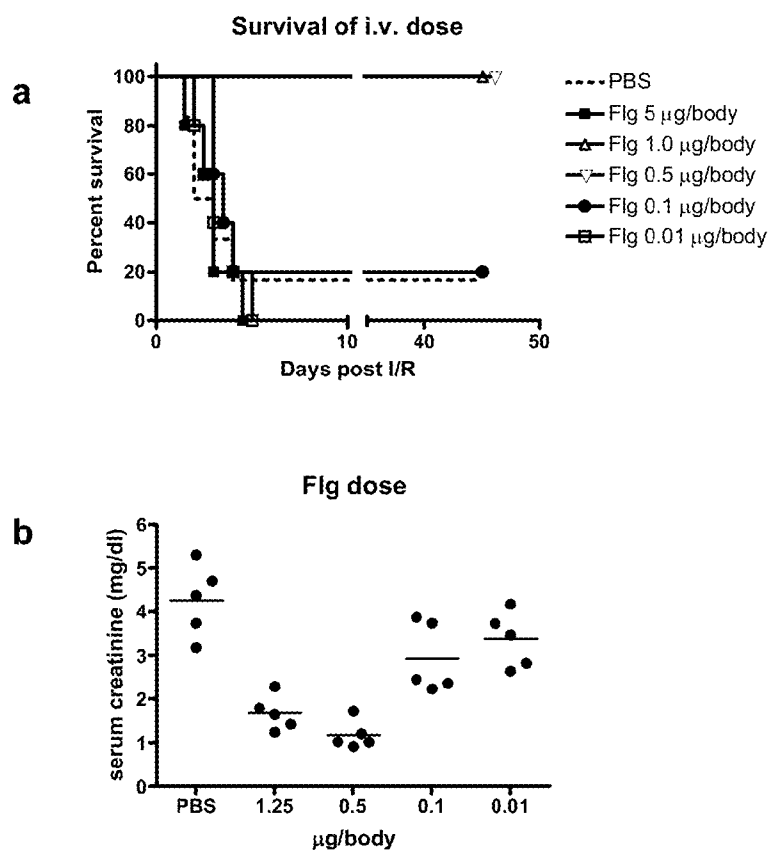 Survival of i.v. dose
a
Percent survival
100
80
60
40
20
0
0 10 40 50
Days post I/R
PBS
Flg 5 µg/body
Flg 1.0 µg/body
Flg 0.5 µg/body
Flg 0.1 µg/body
Flg 0.01 µg/body
Flg dose
b
serum creatinine (mg/dl)
6
5
4
3
2
1
0
PBS 1.25 0.5 0.1 0.01
µg/body